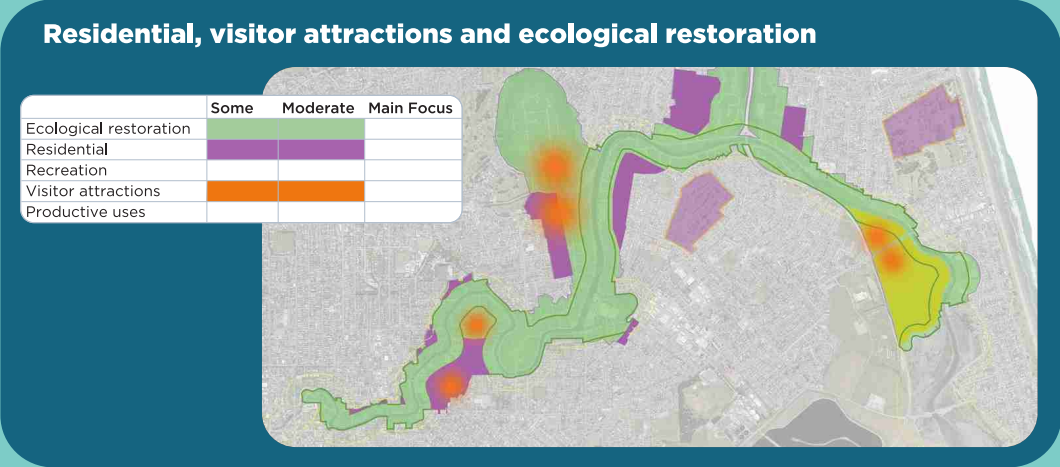 Residential, visitor attractions and ecological restoration
Some Moderate Main Focus
Ecological restoration
Residential
Recreation
Visitor attractions
Productive uses